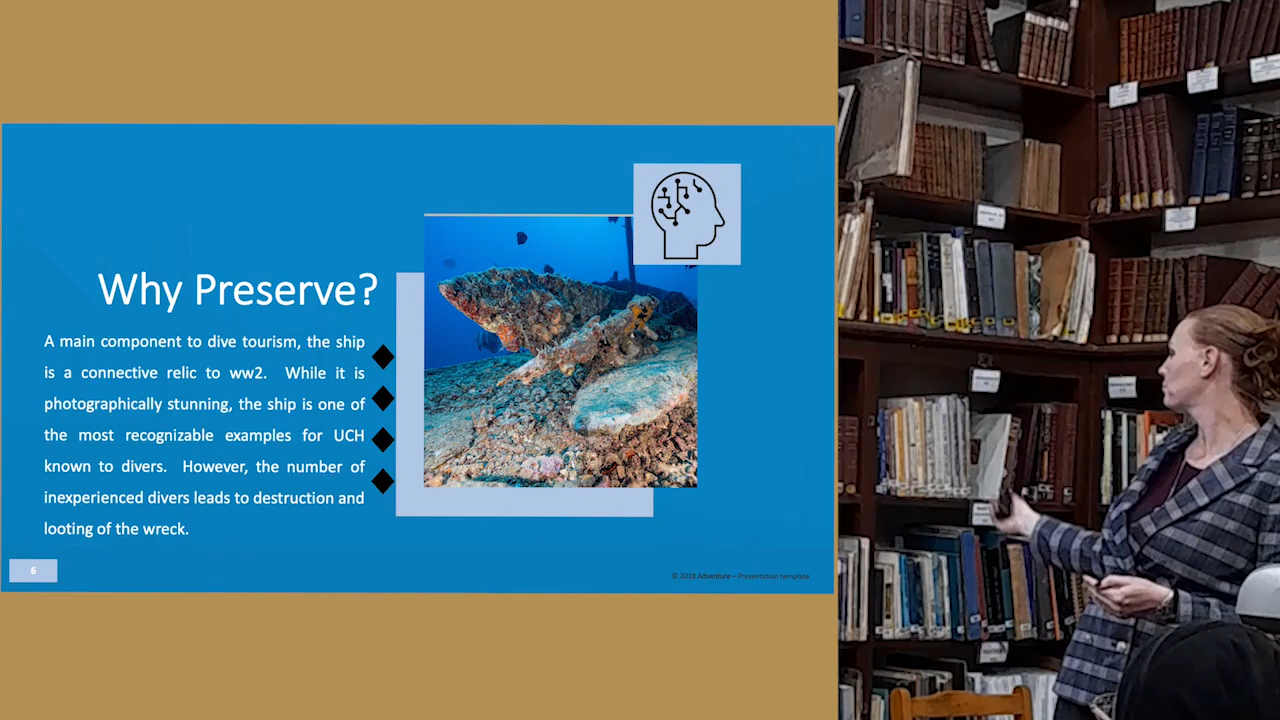 Why Preserve?
A main component to dive tourism, the ship
is a connective relic to ww2. While it is
photographically stunning, the ship is one of
the most recognizable examples for UCH
known to divers. However, the number of
inexperienced divers leads to destruction and
looting of the wreck.
6
© 2018 Adventure – Presentation template